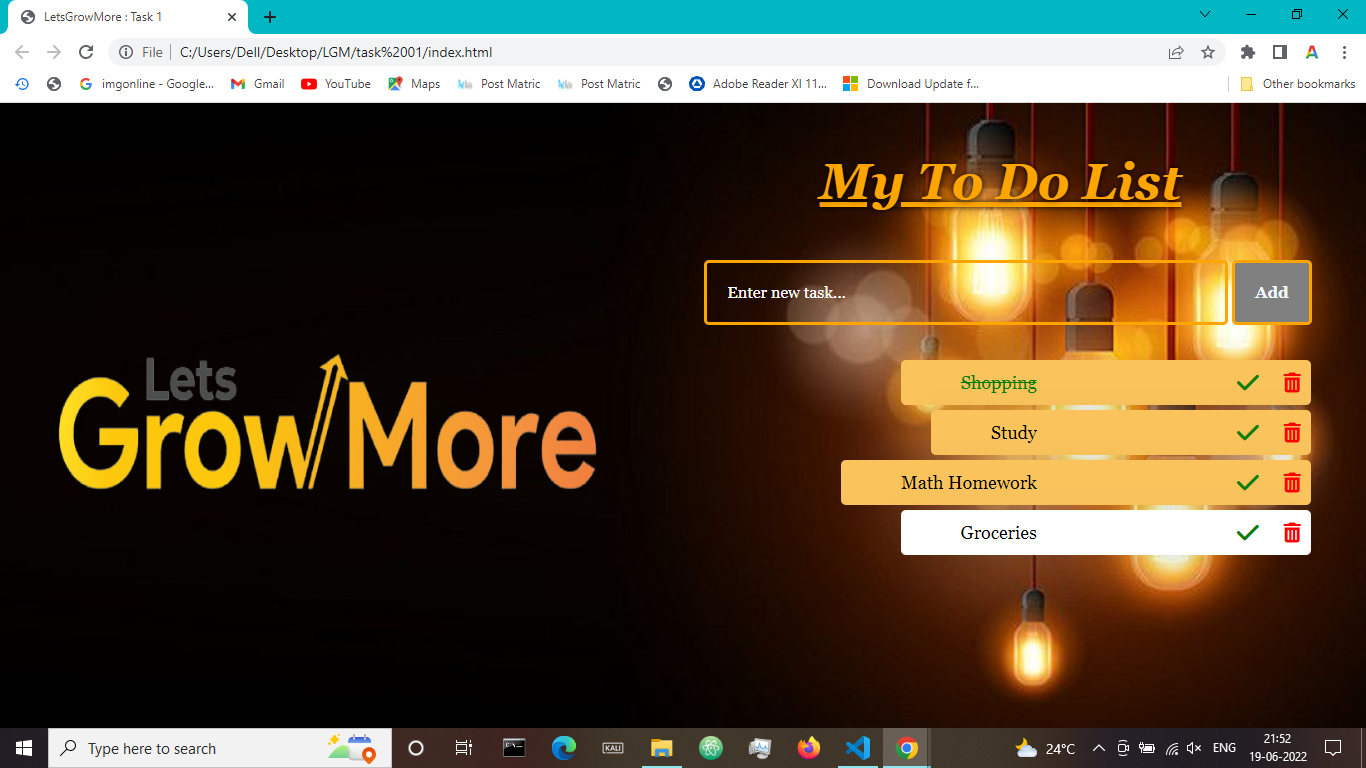 LetsGrowMore : Task 1
File C:/Users/Dell/Desktop/LGM/task%2001/index.html
imgonline - Google... Gmail YouTube Maps Post Matric Post Matric Adobe Reader XI 11... Download Update f... Other bookmarks
My To Do List
Enter new task... Add
Lets
GrowMore
Shopping
Study
Math Homework
Groceries
Type here to search KALI 24°C ENG 21:52
19-06-2022